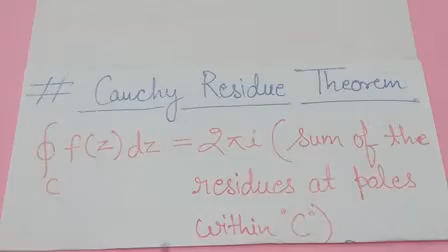 # Cauchy Residue Theorem
∮ f(z) dz = 2πi ( sum of the
C residues at poles
within "C" )